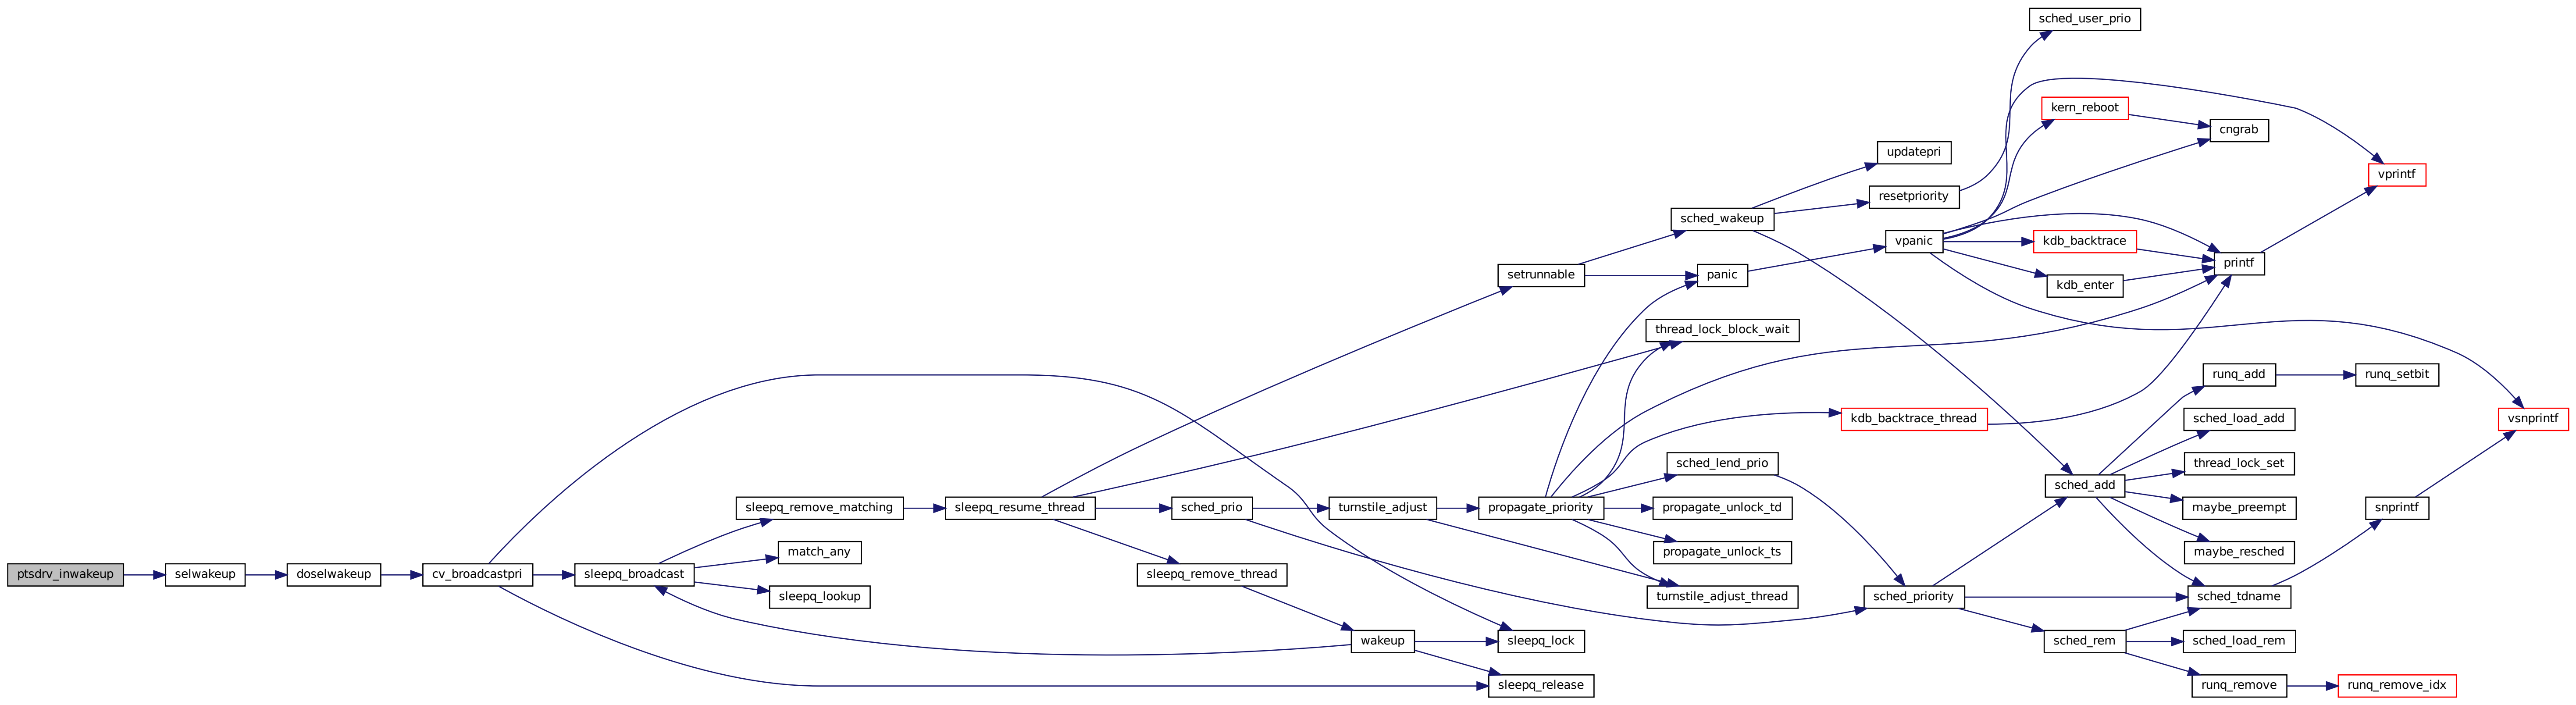 ptsdrv_inwakeup
selwakeup
doselwakeup
cv_broadcastpri
sleepq_broadcast
sleepq_remove_matching
match_any
sleepq_lookup
sleepq_resume_thread
sched_prio
sleepq_remove_thread
turnstile_adjust
wakeup
setrunnable
propagate_priority
sleepq_lock
sleepq_release
sched_wakeup
panic
thread_lock_block_wait
sched_lend_prio
propagate_unlock_td
propagate_unlock_ts
turnstile_adjust_thread
updatepri
resetpriority
vpanic
kdb_backtrace_thread
sched_priority
sched_user_prio
kern_reboot
kdb_backtrace
kdb_enter
sched_add
sched_rem
cngrab
printf
runq_add
sched_load_add
thread_lock_set
maybe_preempt
maybe_resched
sched_tdname
sched_load_rem
runq_remove
vprintf
runq_setbit
snprintf
runq_remove_idx
vsnprintf